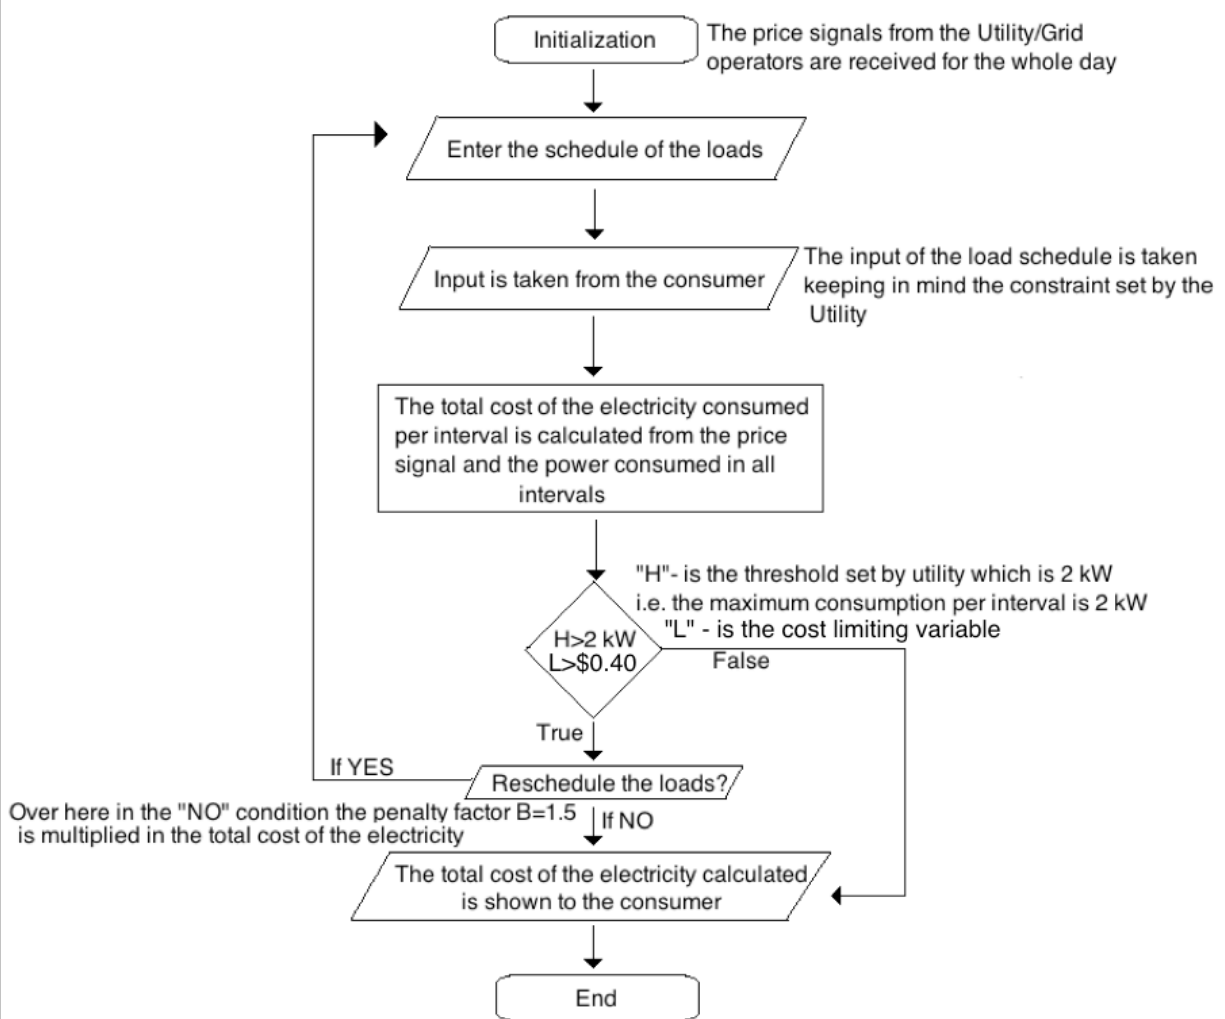 Initialization
The price signals from the Utility/Grid
operators are received for the whole day
Enter the schedule of the loads
Input is taken from the consumer
The input of the load schedule is taken
keeping in mind the constraint set by the
Utility
The total cost of the electricity consumed
per interval is calculated from the price
signal and the power consumed in all
intervals
"H"- is the threshold set by utility which is 2 kW
i.e. the maximum consumption per interval is 2 kW
"L" - is the cost limiting variable
H>2 kW
L>$0.40
False
True
If YES
Reschedule the loads?
Over here in the "NO" condition the penalty factor B=1.5
is multiplied in the total cost of the electricity
If NO
The total cost of the electricity calculated
is shown to the consumer
End